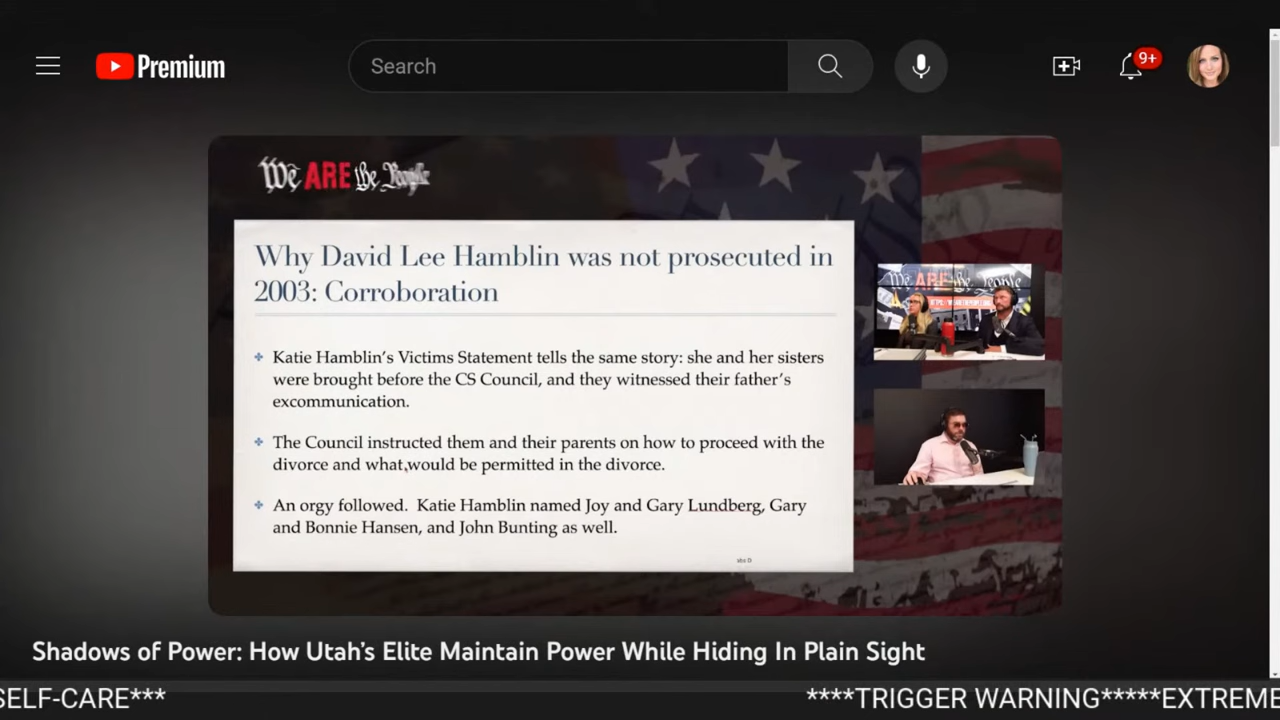 Premium
Search
9+
We ARE the People
Why David Lee Hamblin was not prosecuted in
2003: Corroboration
Katie Hamblin's Victims Statement tells the same story: she and her sisters
were brought before the CS Council, and they witnessed their father's
excommunication.
The Council instructed them and their parents on how to proceed with the
divorce and what,would be permitted in the divorce.
An orgy followed. Katie Hamblin named Joy and Gary Lundberg, Gary
and Bonnie Hansen, and John Bunting as well.
We ARE the People
Shadows of Power: How Utah's Elite Maintain Power While Hiding In Plain Sight
SELF-CARE*** ****TRIGGER WARNING*****EXTREME